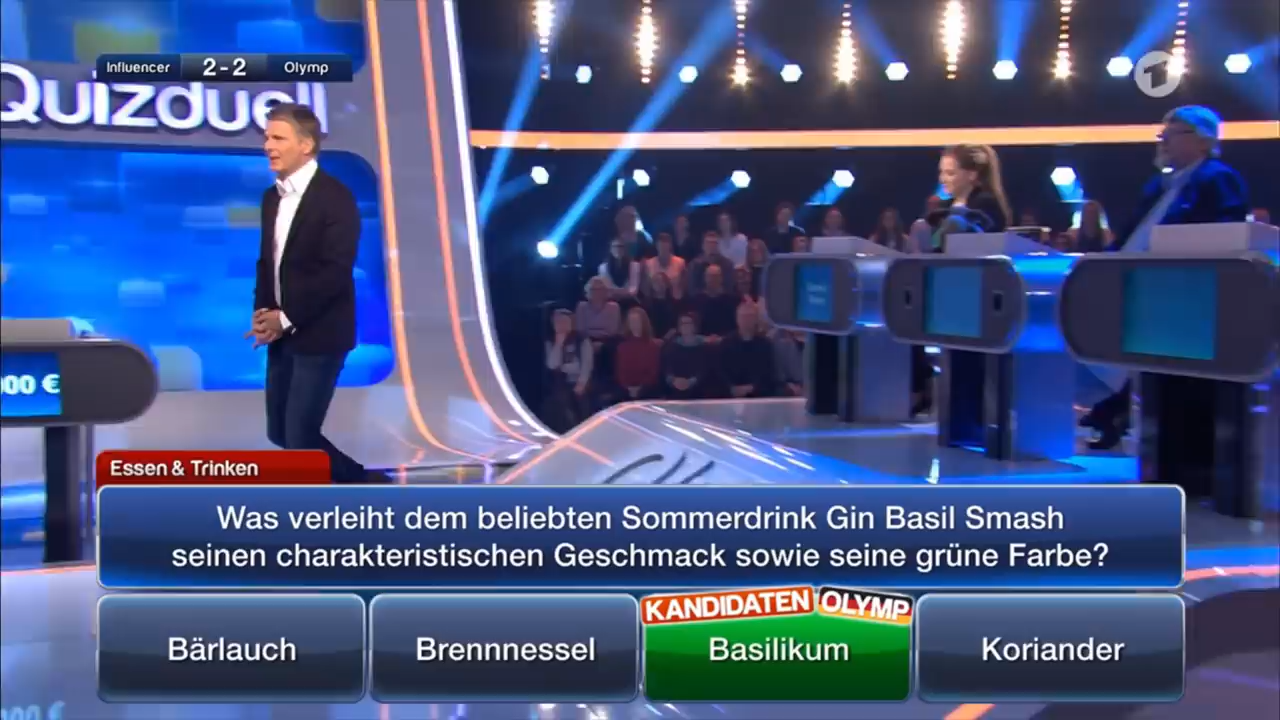 Influencer 2-2 Olymp
1
Quizduell
000 €
Essen & Trinken
Was verleiht dem beliebten Sommerdrink Gin Basil Smash
seinen charakteristischen Geschmack sowie seine grüne Farbe?
KANDIDATEN OLYMP
Bärlauch
Brennnessel
Basilikum
Koriander